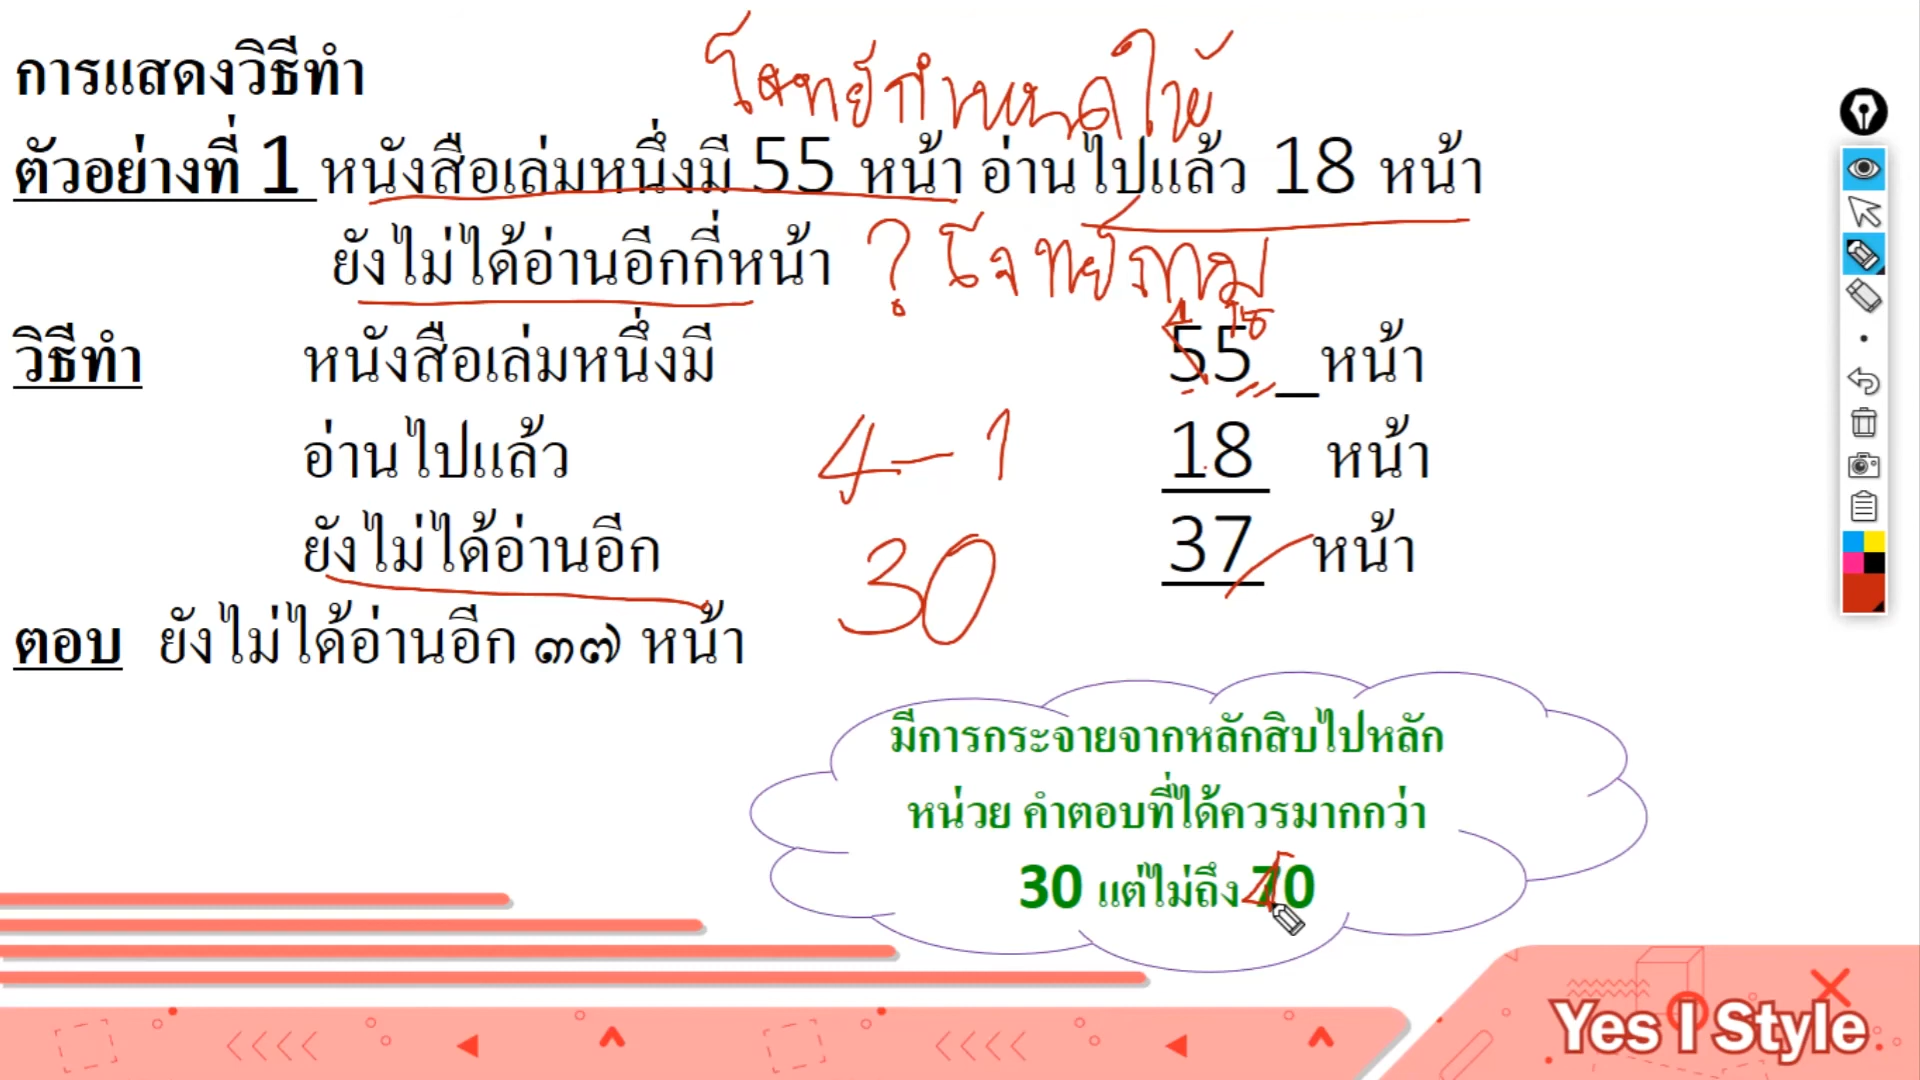 โจทย์กำหนดให้
การแสดงวิธีทำ
ตัวอย่างที่ 1 หนังสือเล่มหนึ่งมี 55 หน้า อ่านไปแล้ว 18 หน้า
ยังไม่ได้อ่านอีกกี่หน้า ? โจทย์ถาม
4 15
วิธีทำ หนังสือเล่มหนึ่งมี 55 _ หน้า
อ่านไปแล้ว 4-1 18 หน้า
ยังไม่ได้อ่านอีก 30 37 หน้า
ตอบ ยังไม่ได้อ่านอีก ๓๗ หน้า
มีการกระจายจากหลักสิบไปหลัก
หน่วย คำตอบที่ได้ควรมากกว่า
30 แต่ไม่ถึง 70
Yes I Style